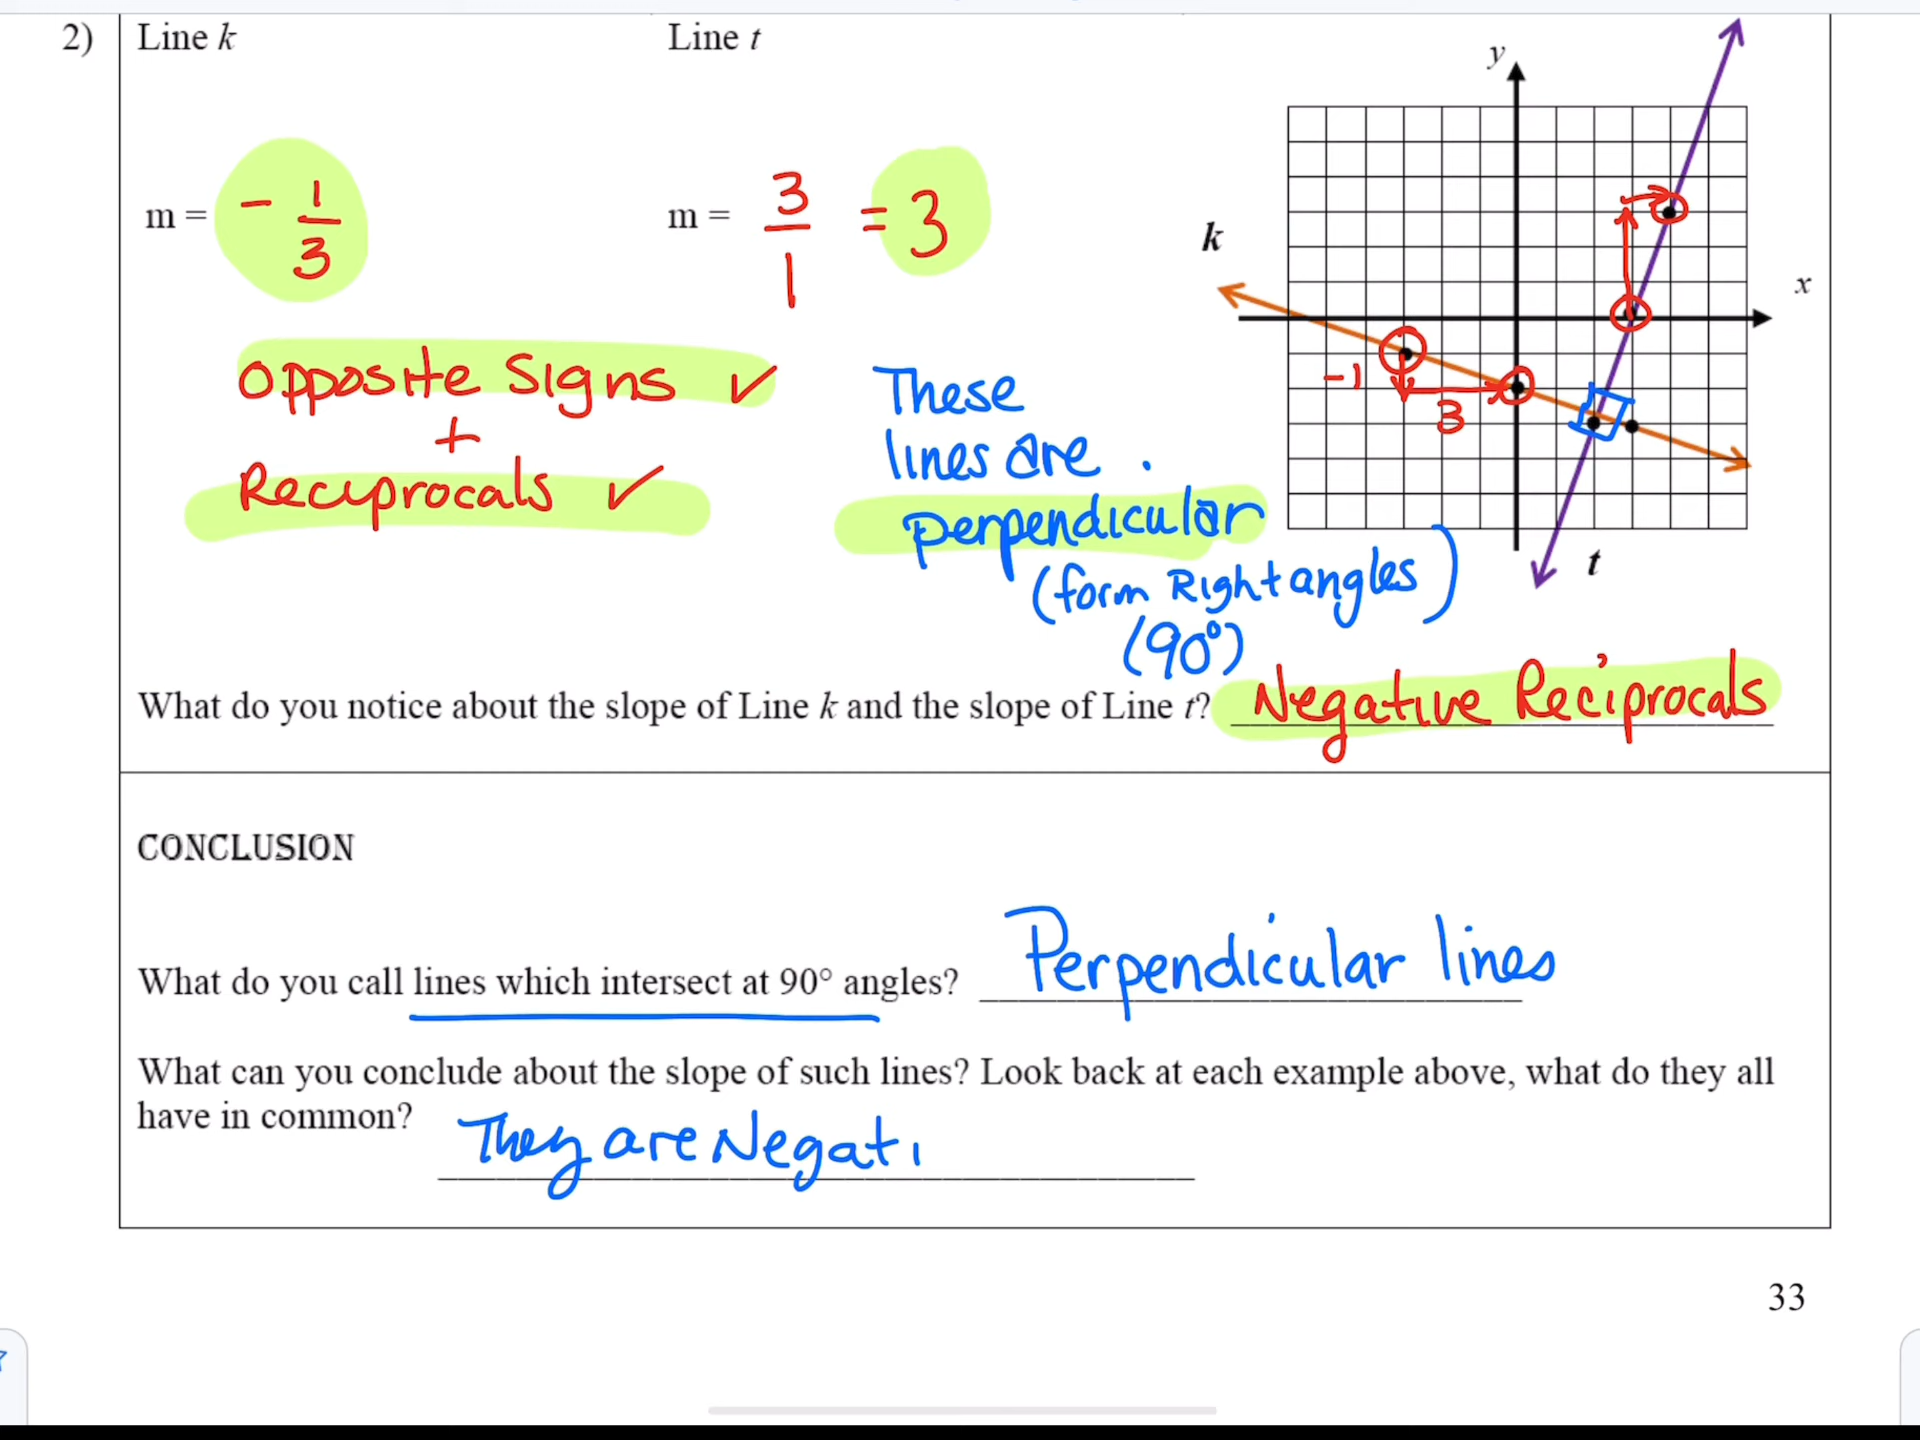 2) Line k Line t
y
m = - 1/3 m = 3/1 = 3
k
x
Opposite Signs ✓
+
Reciprocals ✓
These
lines are .
perpendicular
(form Right angles)
(90°)
-1
3
t
What do you notice about the slope of Line k and the slope of Line t? Negative Reciprocals
CONCLUSION
What do you call lines which intersect at 90° angles? Perpendicular lines
What can you conclude about the slope of such lines? Look back at each example above, what do they all
have in common? They are Negati
33